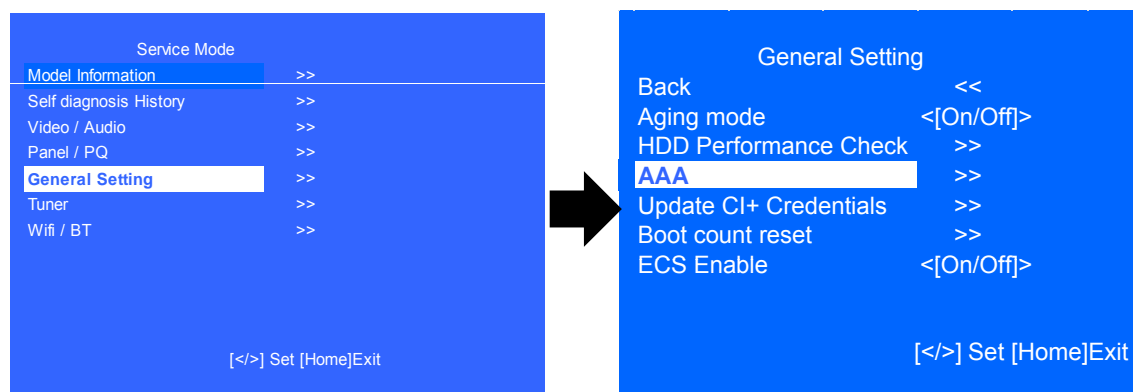 Service Mode
Model Information >>
Self diagnosis History >>
Video / Audio >>
Panel / PQ >>
General Setting >>
Tuner >>
Wifi / BT >>
[</>] Set [Home]Exit
General Setting
Back <<
Aging mode <[On/Off]>
HDD Performance Check >>
AAA >>
Update CI+ Credentials >>
Boot count reset >>
ECS Enable <[On/Off]>
[</>] Set [Home]Exit